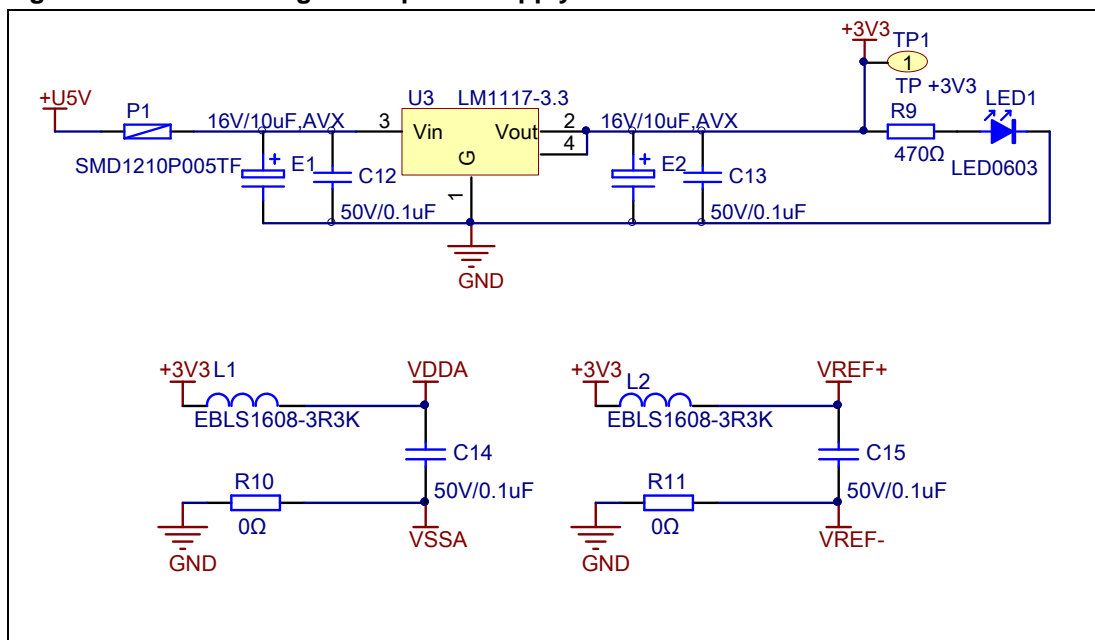 +3V3
TP1
1
TP +3V3
+U5V
P1
SMD1210P005TF
16V/10uF,AVX
E1
C12
50V/0.1uF
U3
LM1117-3.3
3
Vin
Vout
2
4
G
1
GND
16V/10uF,AVX
E2
C13
50V/0.1uF
R9
470Ω
LED1
LED0603
+3V3
L1
EBLS1608-3R3K
VDDA
C14
50V/0.1uF
R10
0Ω
GND
VSSA
+3V3
L2
EBLS1608-3R3K
VREF+
C15
50V/0.1uF
R11
0Ω
GND
VREF-